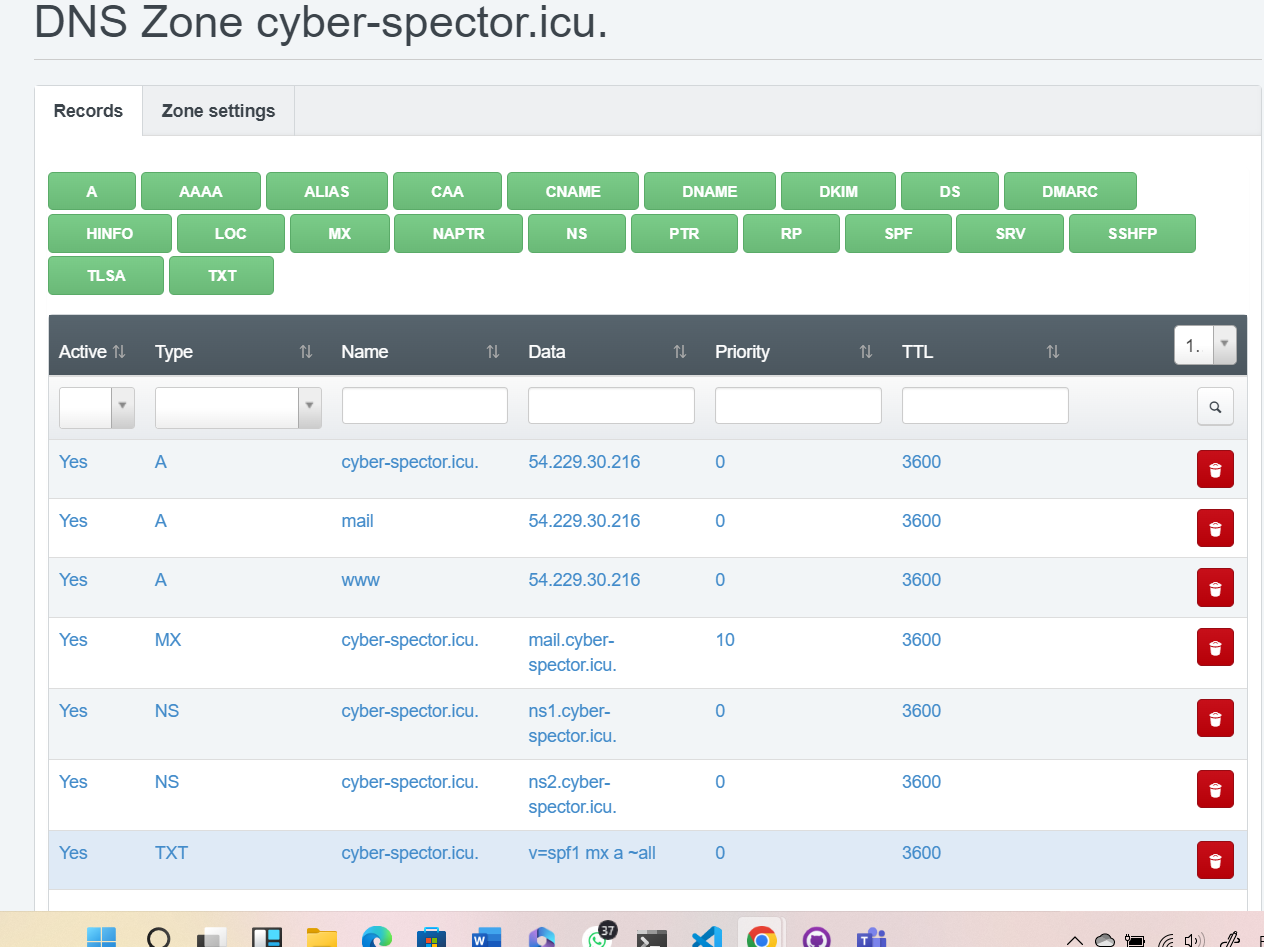 DNS Zone cyber-spector.icu.
Records Zone settings
A AAAA ALIAS CAA CNAME DNAME DKIM DS DMARC
HINFO LOC MX NAPTR NS PTR RP SPF SRV SSHFP
TLSA TXT
Active Type Name Data Priority TTL 1.
Yes A cyber-spector.icu. 54.229.30.216 0 3600
Yes A mail 54.229.30.216 0 3600
Yes A www 54.229.30.216 0 3600
Yes MX cyber-spector.icu. mail.cyber- 10 3600
spector.icu.
Yes NS cyber-spector.icu. ns1.cyber- 0 3600
spector.icu.
Yes NS cyber-spector.icu. ns2.cyber- 0 3600
spector.icu.
Yes TXT cyber-spector.icu. v=spf1 mx a ~all 0 3600
37